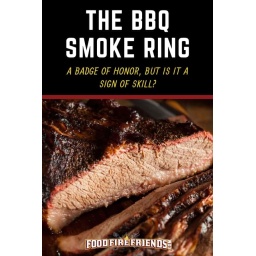 THE BBQ
SMOKE RING
A BADGE OF HONOR, BUT IS IT A
SIGN OF SKILL?
FOOD FIRE FRIENDS